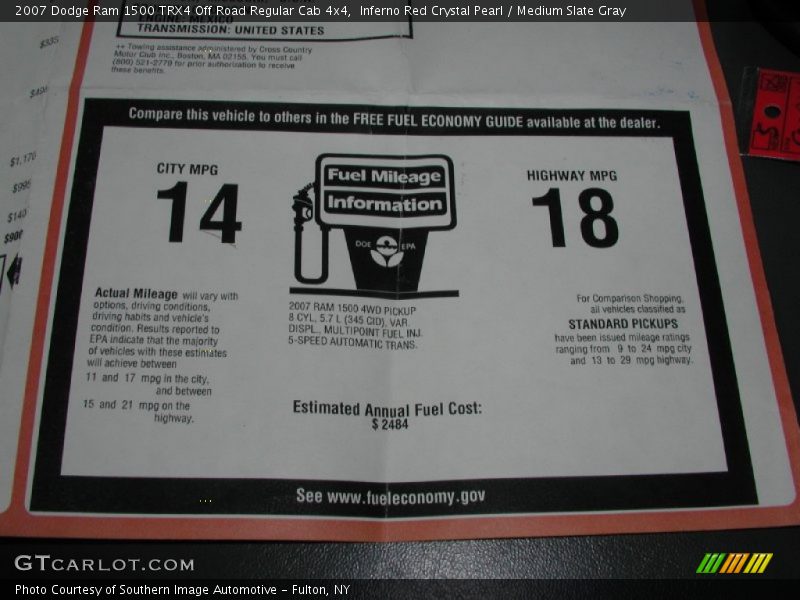 2007 Dodge Ram 1500 TRX4 Off Road Regular Cab 4x4, Inferno Red Crystal Pearl / Medium Slate Gray
ENGINE: MEXICO
TRANSMISSION: UNITED STATES
++ Towing assistance administered by Cross Country
Motor Club Inc., Boston, MA 02155. You must call
(800) 521-2779 for prior authorization to receive
these benefits.
$335
$1,170
$995
$140
Compare this vehicle to others in the FREE FUEL ECONOMY GUIDE available at the dealer.
CITY MPG
14
Fuel Mileage
Information
DOE EPA
HIGHWAY MPG
18
Actual Mileage will vary with
options, driving conditions,
driving habits and vehicle's
condition. Results reported to
EPA indicate that the majority
of vehicles with these estimates
will achieve between
11 and 17 mpg in the city,
and between
15 and 21 mpg on the
highway.
2007 RAM 1500 4WD PICKUP
8 CYL, 5.7 L (345 CID), VAR.
DISPL., MULTIPOINT FUEL INJ.
5-SPEED AUTOMATIC TRANS.
For Comparison Shopping,
all vehicles classified as
STANDARD PICKUPS
have been issued mileage ratings
ranging from 9 to 24 mpg city
and 13 to 29 mpg highway.
Estimated Annual Fuel Cost:
$ 2484
See www.fueleconomy.gov
GTCARLOT.COM
Photo Courtesy of Southern Image Automotive - Fulton, NY